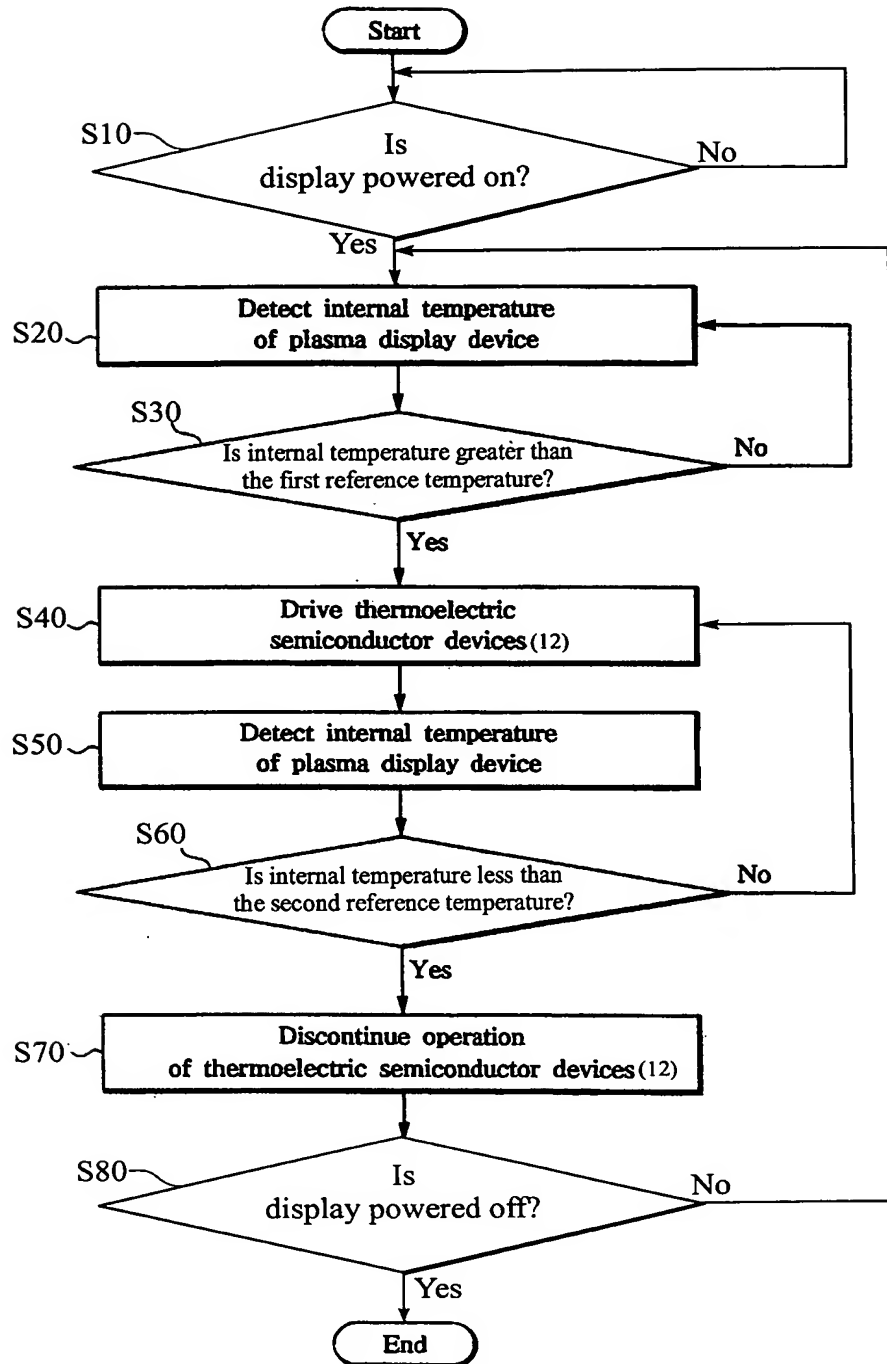 Start
S10
Is
display powered on?
No
Yes
S20
Detect internal temperature
of plasma display device
S30
Is internal temperature greater than
the first reference temperature?
No
Yes
S40
Drive thermoelectric
semiconductor devices (12)
S50
Detect internal temperature
of plasma display device
S60
Is internal temperature less than
the second reference temperature?
No
Yes
S70
Discontinue operation
of thermoelectric semiconductor devices (12)
S80
Is
display powered off?
No
Yes
End